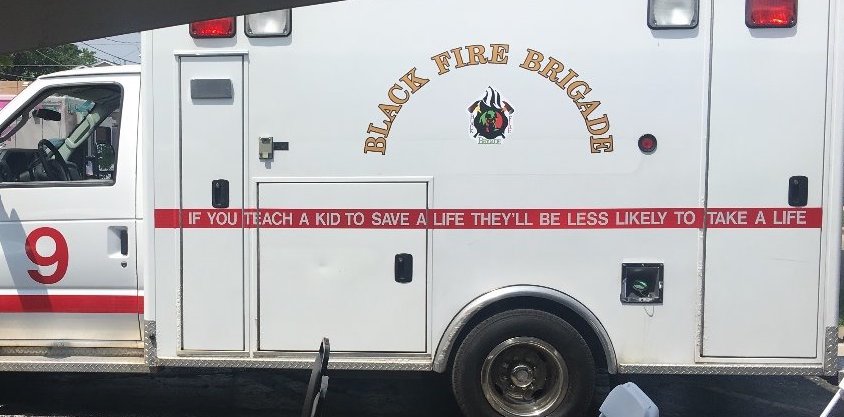 BLACK FIRE BRIGADE
BRIGADE
IF YOU TEACH A KID TO SAVE A LIFE THEY'LL BE LESS LIKELY TO TAKE A LIFE
9